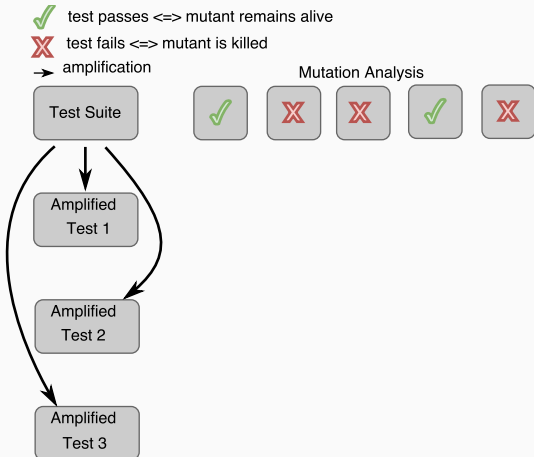 test passes <=> mutant remains alive
test fails <=> mutant is killed
amplification
Mutation Analysis
Test Suite
Amplified
Test 1
Amplified
Test 2
Amplified
Test 3